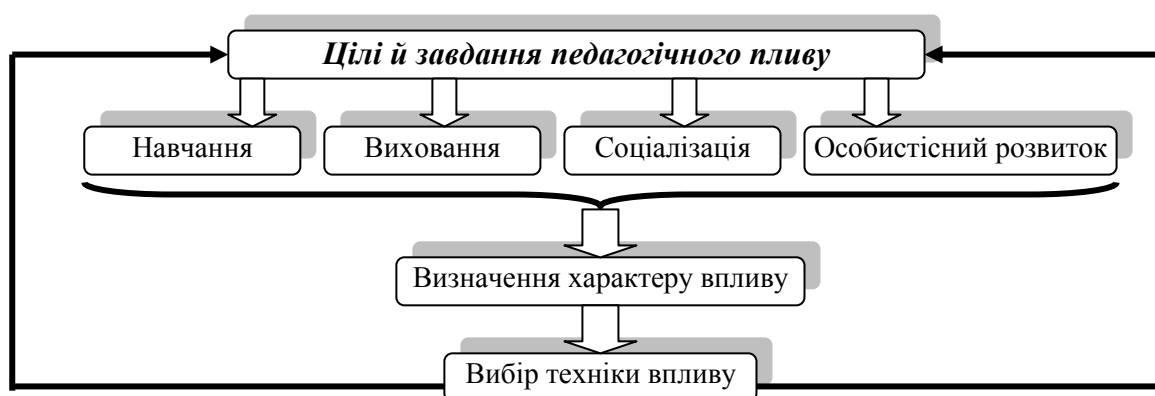 Цілі й завдання педагогічного пливу
Навчання
Виховання
Соціалізація
Особистісний розвиток
Визначення характеру впливу
Вибір техніки впливу